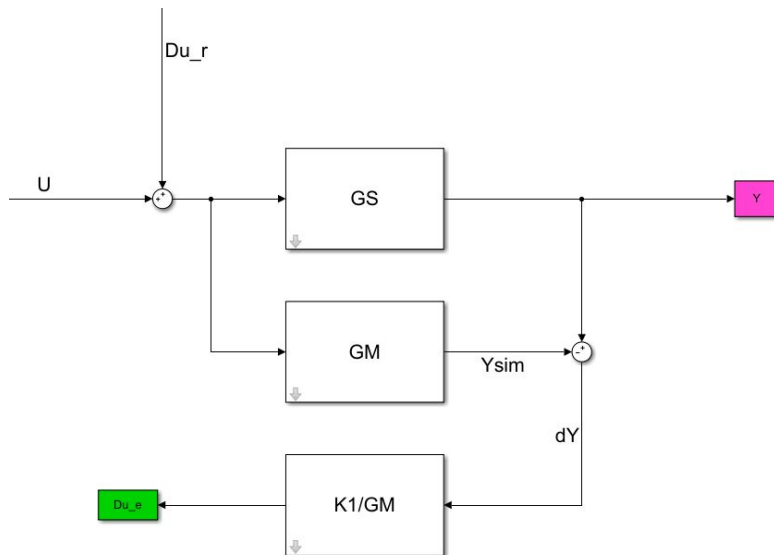 Du_r
U
+
+
GS
Y
GM
Ysim
-
+
dY
Du_e
K1/GM